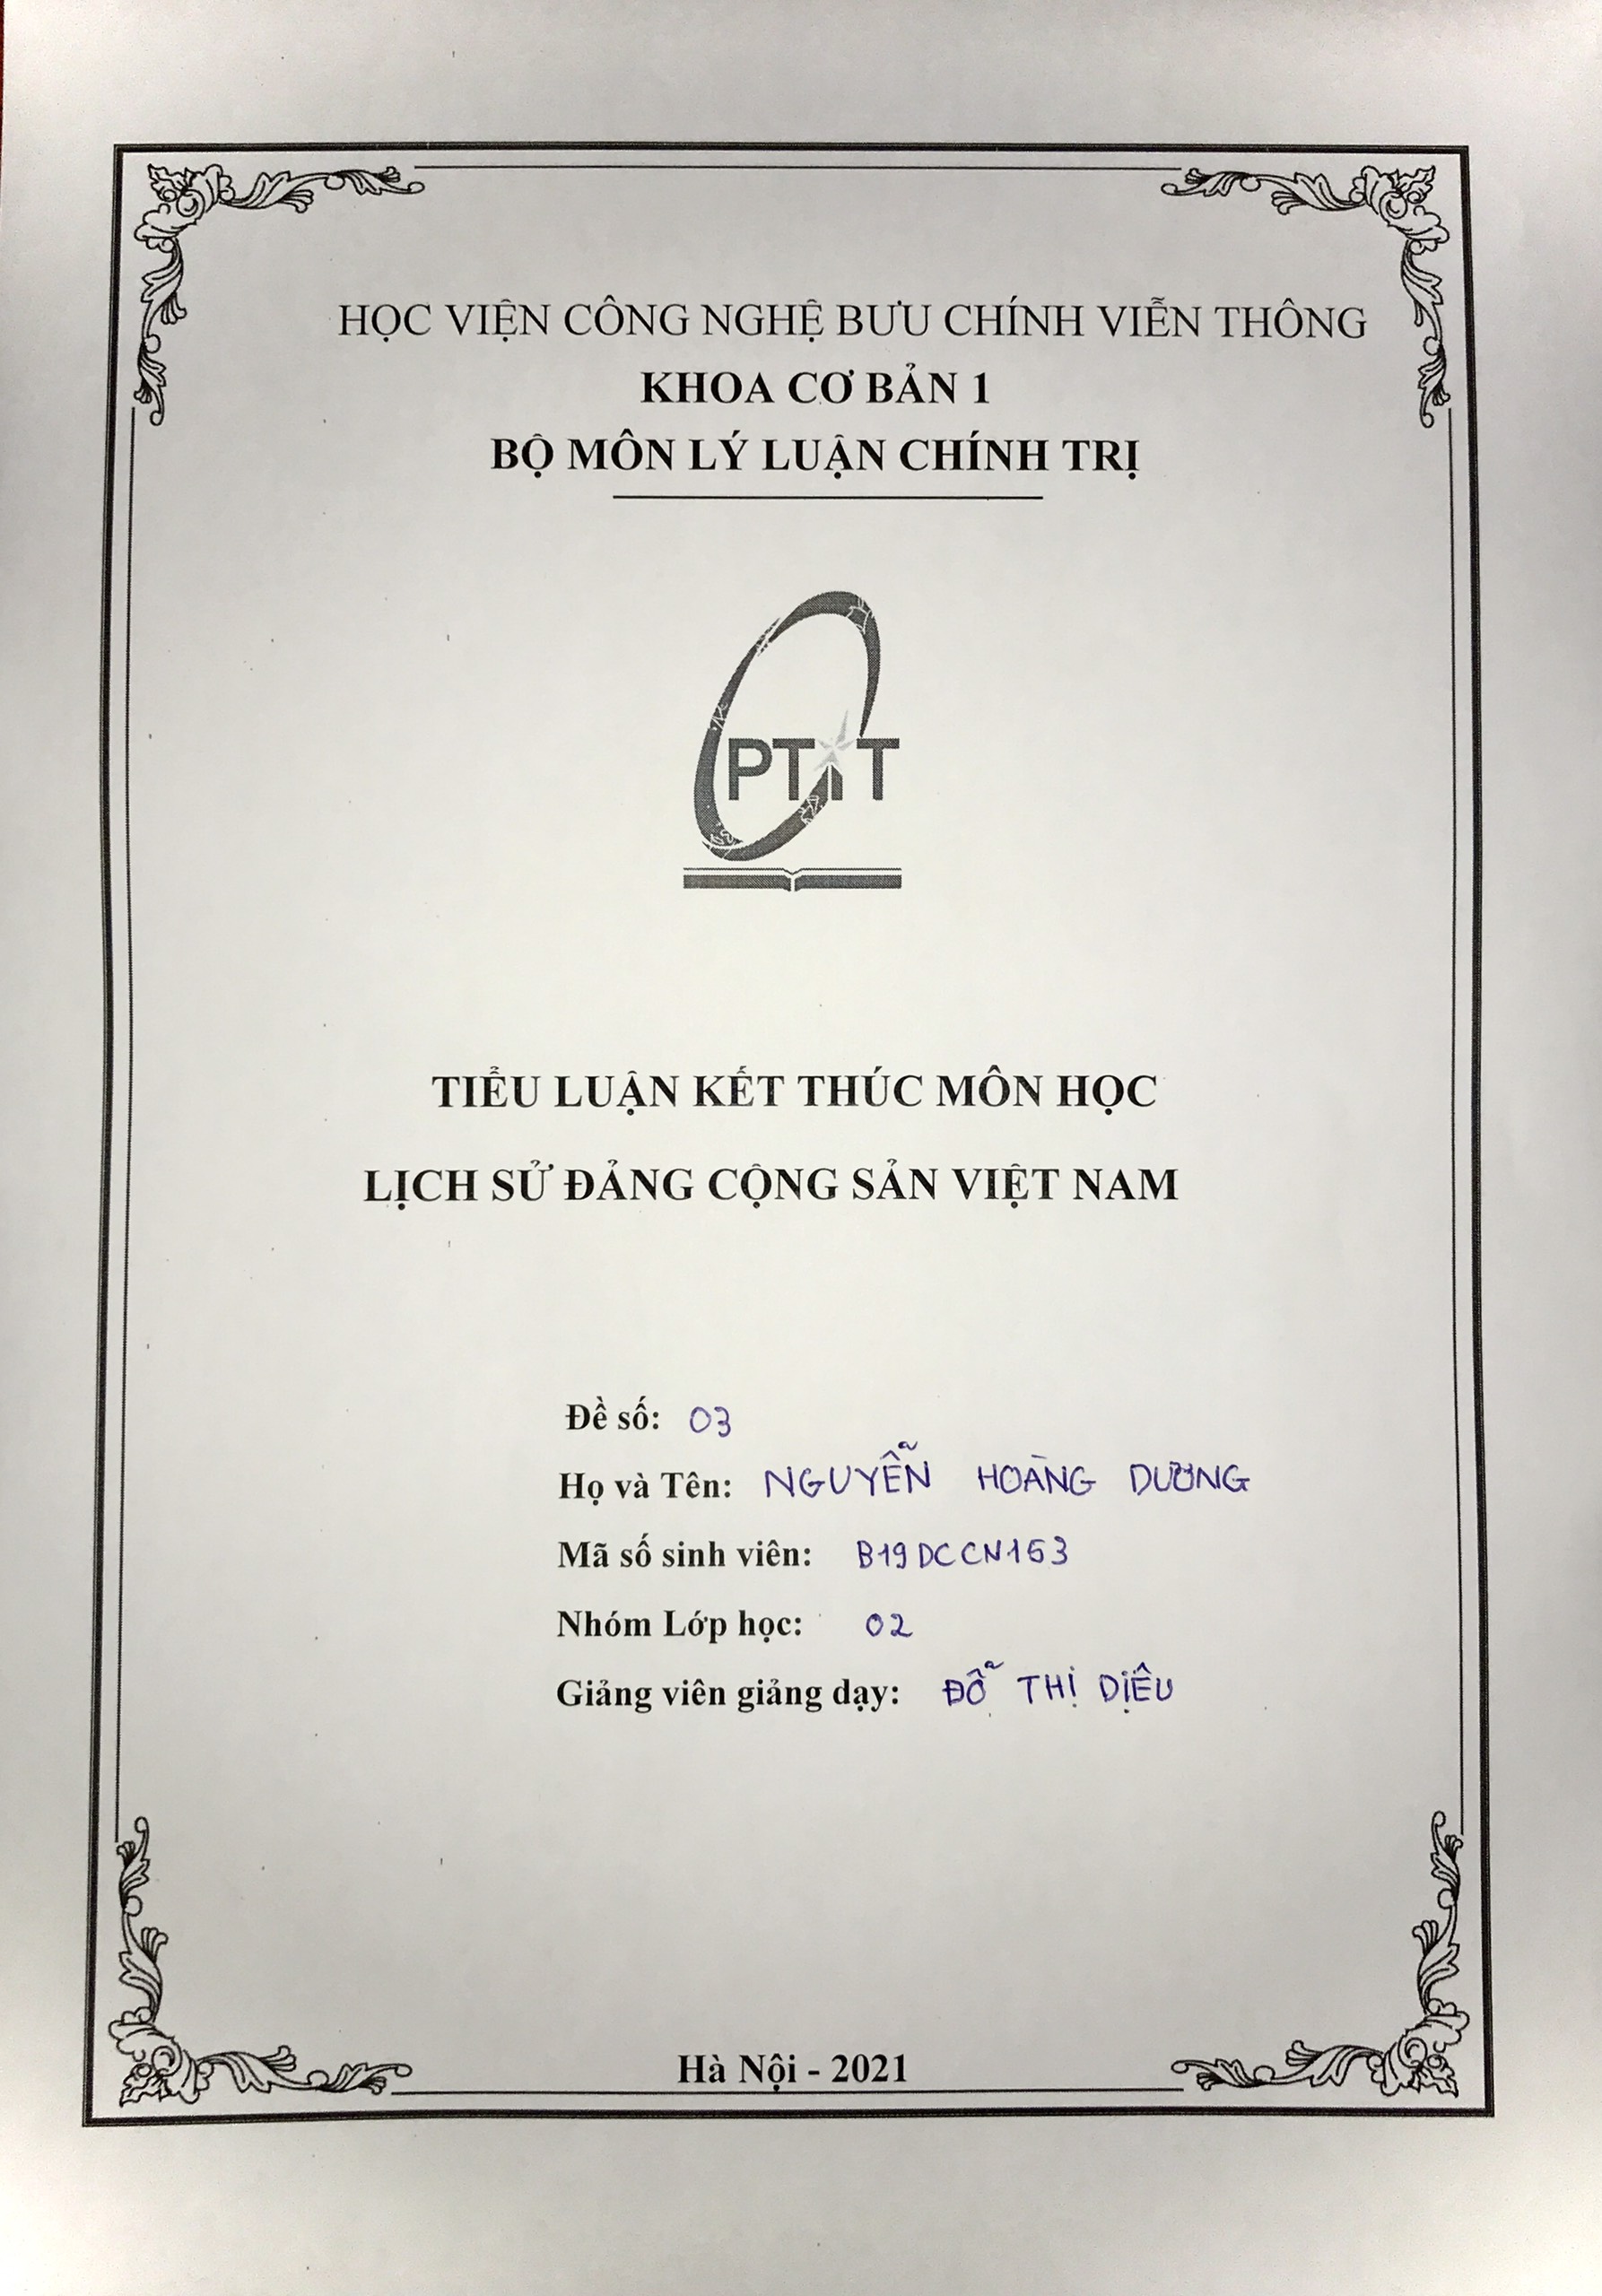 HỌC VIỆN CÔNG NGHỆ BƯU CHÍNH VIỄN THÔNG
KHOA CƠ BẢN 1
BỘ MÔN LÝ LUẬN CHÍNH TRỊ
PTIT
TIỂU LUẬN KẾT THÚC MÔN HỌC
LỊCH SỬ ĐẢNG CỘNG SẢN VIỆT NAM
Đề số: 03
Họ và Tên: NGUYỄN HOÀNG DƯƠNG
Mã số sinh viên: B19DCCN153
Nhóm Lớp học: 02
Giảng viên giảng dạy: ĐỖ THỊ DIỆU
Hà Nội - 2021